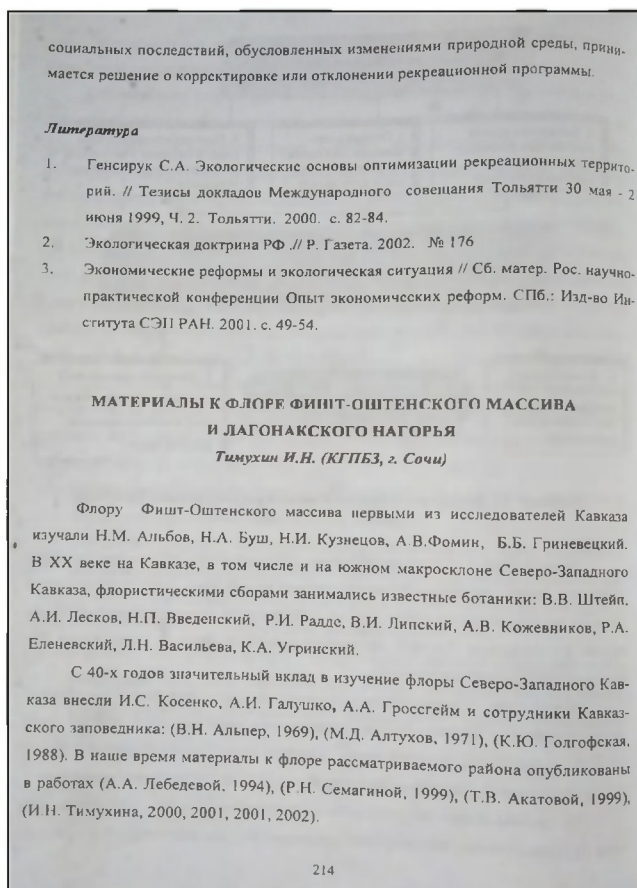 социальных последствий, обусловленных изменениями природной среды, прини-
мается решение о корректировке или отклонении рекреационной программы.
Литература
1. Генсирук С.А. Экологические основы оптимизации рекреационных террито-
рий. // Тезисы докладов Международного совещания Тольятти 30 мая - 2
июня 1999, Ч. 2. Тольятти. 2000. с. 82-84.
2. Экологическая доктрина РФ .// Р. Газета. 2002. № 176
3. Экономические реформы и экологическая ситуация // Сб. матер. Рос. научно-
практической конференции Опыт экономических реформ. СПб.: Изд-во Ин-
ститута СЭП РАН. 2001. с. 49-54.
МАТЕРИАЛЫ К ФЛОРЕ ФИШТ-ОШТЕНСКОГО МАССИВА
И ЛАГОНАКСКОГО НАГОРЬЯ
Тимухин И.Н. (КГПБЗ, г. Сочи)
Флору Фишт-Оштенского массива первыми из исследователей Кавказа
изучали Н.М. Альбов, Н.А. Буш, Н.И. Кузнецов, А.В.Фомин, Б.Б. Гриневецкий.
В XX веке на Кавказе, в том числе и на южном макросклоне Северо-Западного
Кавказа, флористическими сборами занимались известные ботаники: В.В. Штейп,
А.И. Лесков, Н.П. Введенский, Р.И. Радде, В.И. Липский, А.В. Кожевников, Р.А.
Еленевский, Л.Н. Васильева, К.А. Угринский.
С 40-х годов значительный вклад в изучение флоры Северо-Западного Кав-
каза внесли И.С. Косенко, А.И. Галушко, А.А. Гроссгейм и сотрудники Кавказ-
ского заповедника: (В.Н. Альпер, 1969), (М.Д. Алтухов, 1971), (К.Ю. Голгофская,
1988). В наше время материалы к флоре рассматриваемого района опубликованы
в работах (А.А. Лебедевой, 1994), (Р.Н. Семагиной, 1999), (Т.В. Акатовой, 1999),
(И.Н. Тимухина, 2000, 2001, 2001, 2002).
214